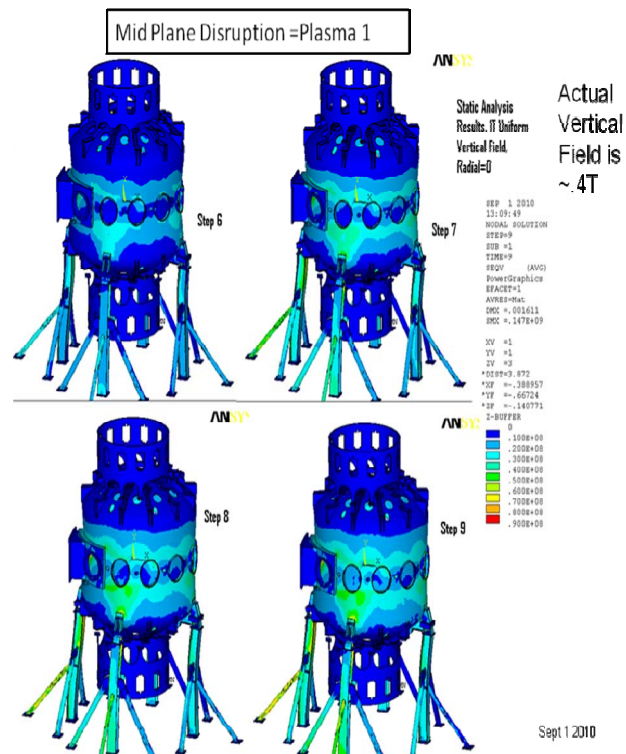 Mid Plane Disruption =Plasma 1
Static Analysis
Results. IT Uniform
Vertical Field,
Radial=0
Actual
Vertical
Field is
~.4T
Step 6
Step 7
SEP 1 2010
13:09:49
NODAL SOLUTION
STEP=9
SUB =1
TIME=9
SEQV (AVG)
PowerGraphics
EFACET=1
AVRES=Mat
DMX =.001611
SMX =.147E+09
XV =1
YV =1
ZV =3
*DIST=3.872
*XF =-.388957
*YF =-.66724
*ZF =-.140771
Z-BUFFER
0
.100E+08
.200E+08
.300E+08
.400E+08
.500E+08
.600E+08
.700E+08
.800E+08
.900E+08
Step 8
Step 9
Sept 1 2010